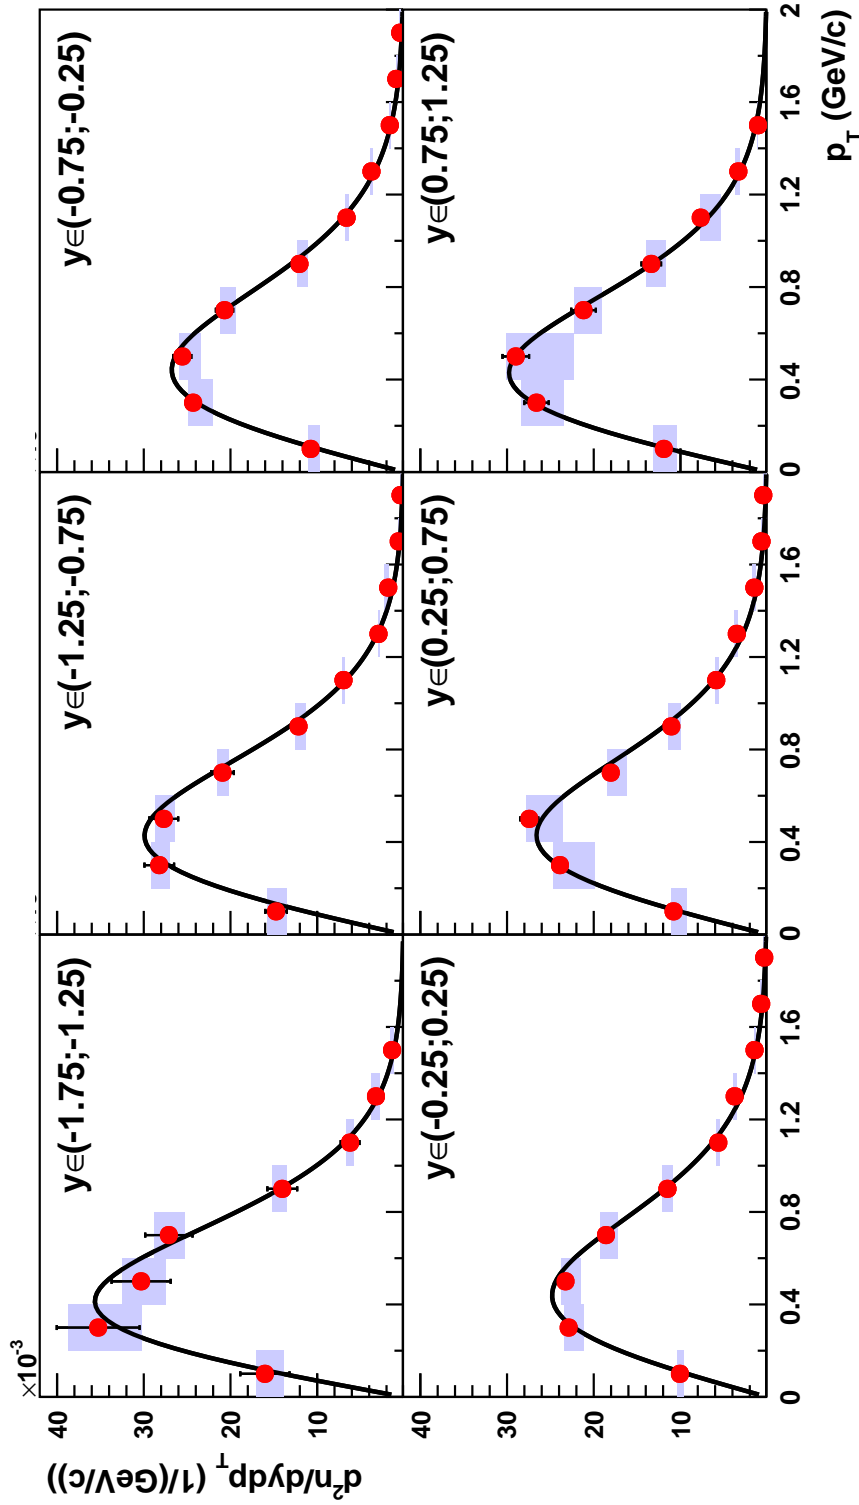 ×10⁻³
d²n/dydp_T (1/(GeV/c))
40
30
20
10
y∈(-1.75;-1.25)
y∈(-1.25;-0.75)
y∈(-0.75;-0.25)
40
30
20
10
y∈(-0.25;0.25)
y∈(0.25;0.75)
y∈(0.75;1.25)
0 0.4 0.8 1.2 1.6 0 0.4 0.8 1.2 1.6 0 0.4 0.8 1.2 1.6 2
p_T (GeV/c)